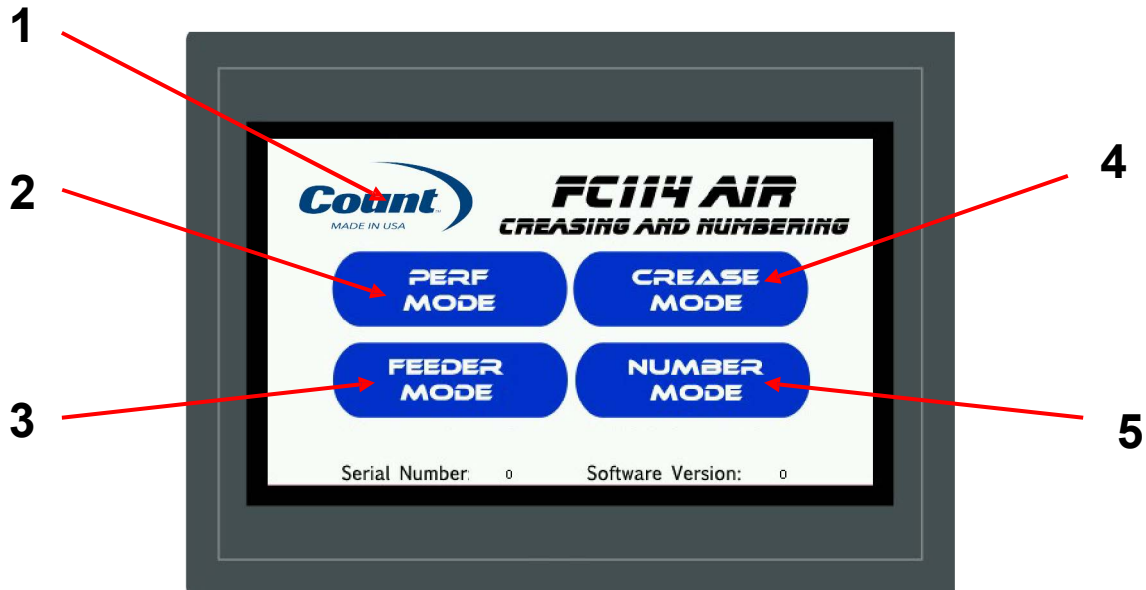 1
2
3
4
5
Count™
MADE IN USA
FC114 AIR
CREASING AND NUMBERING
PERF
MODE
CREASE
MODE
FEEDER
MODE
NUMBER
MODE
Serial Number: 0
Software Version: 0